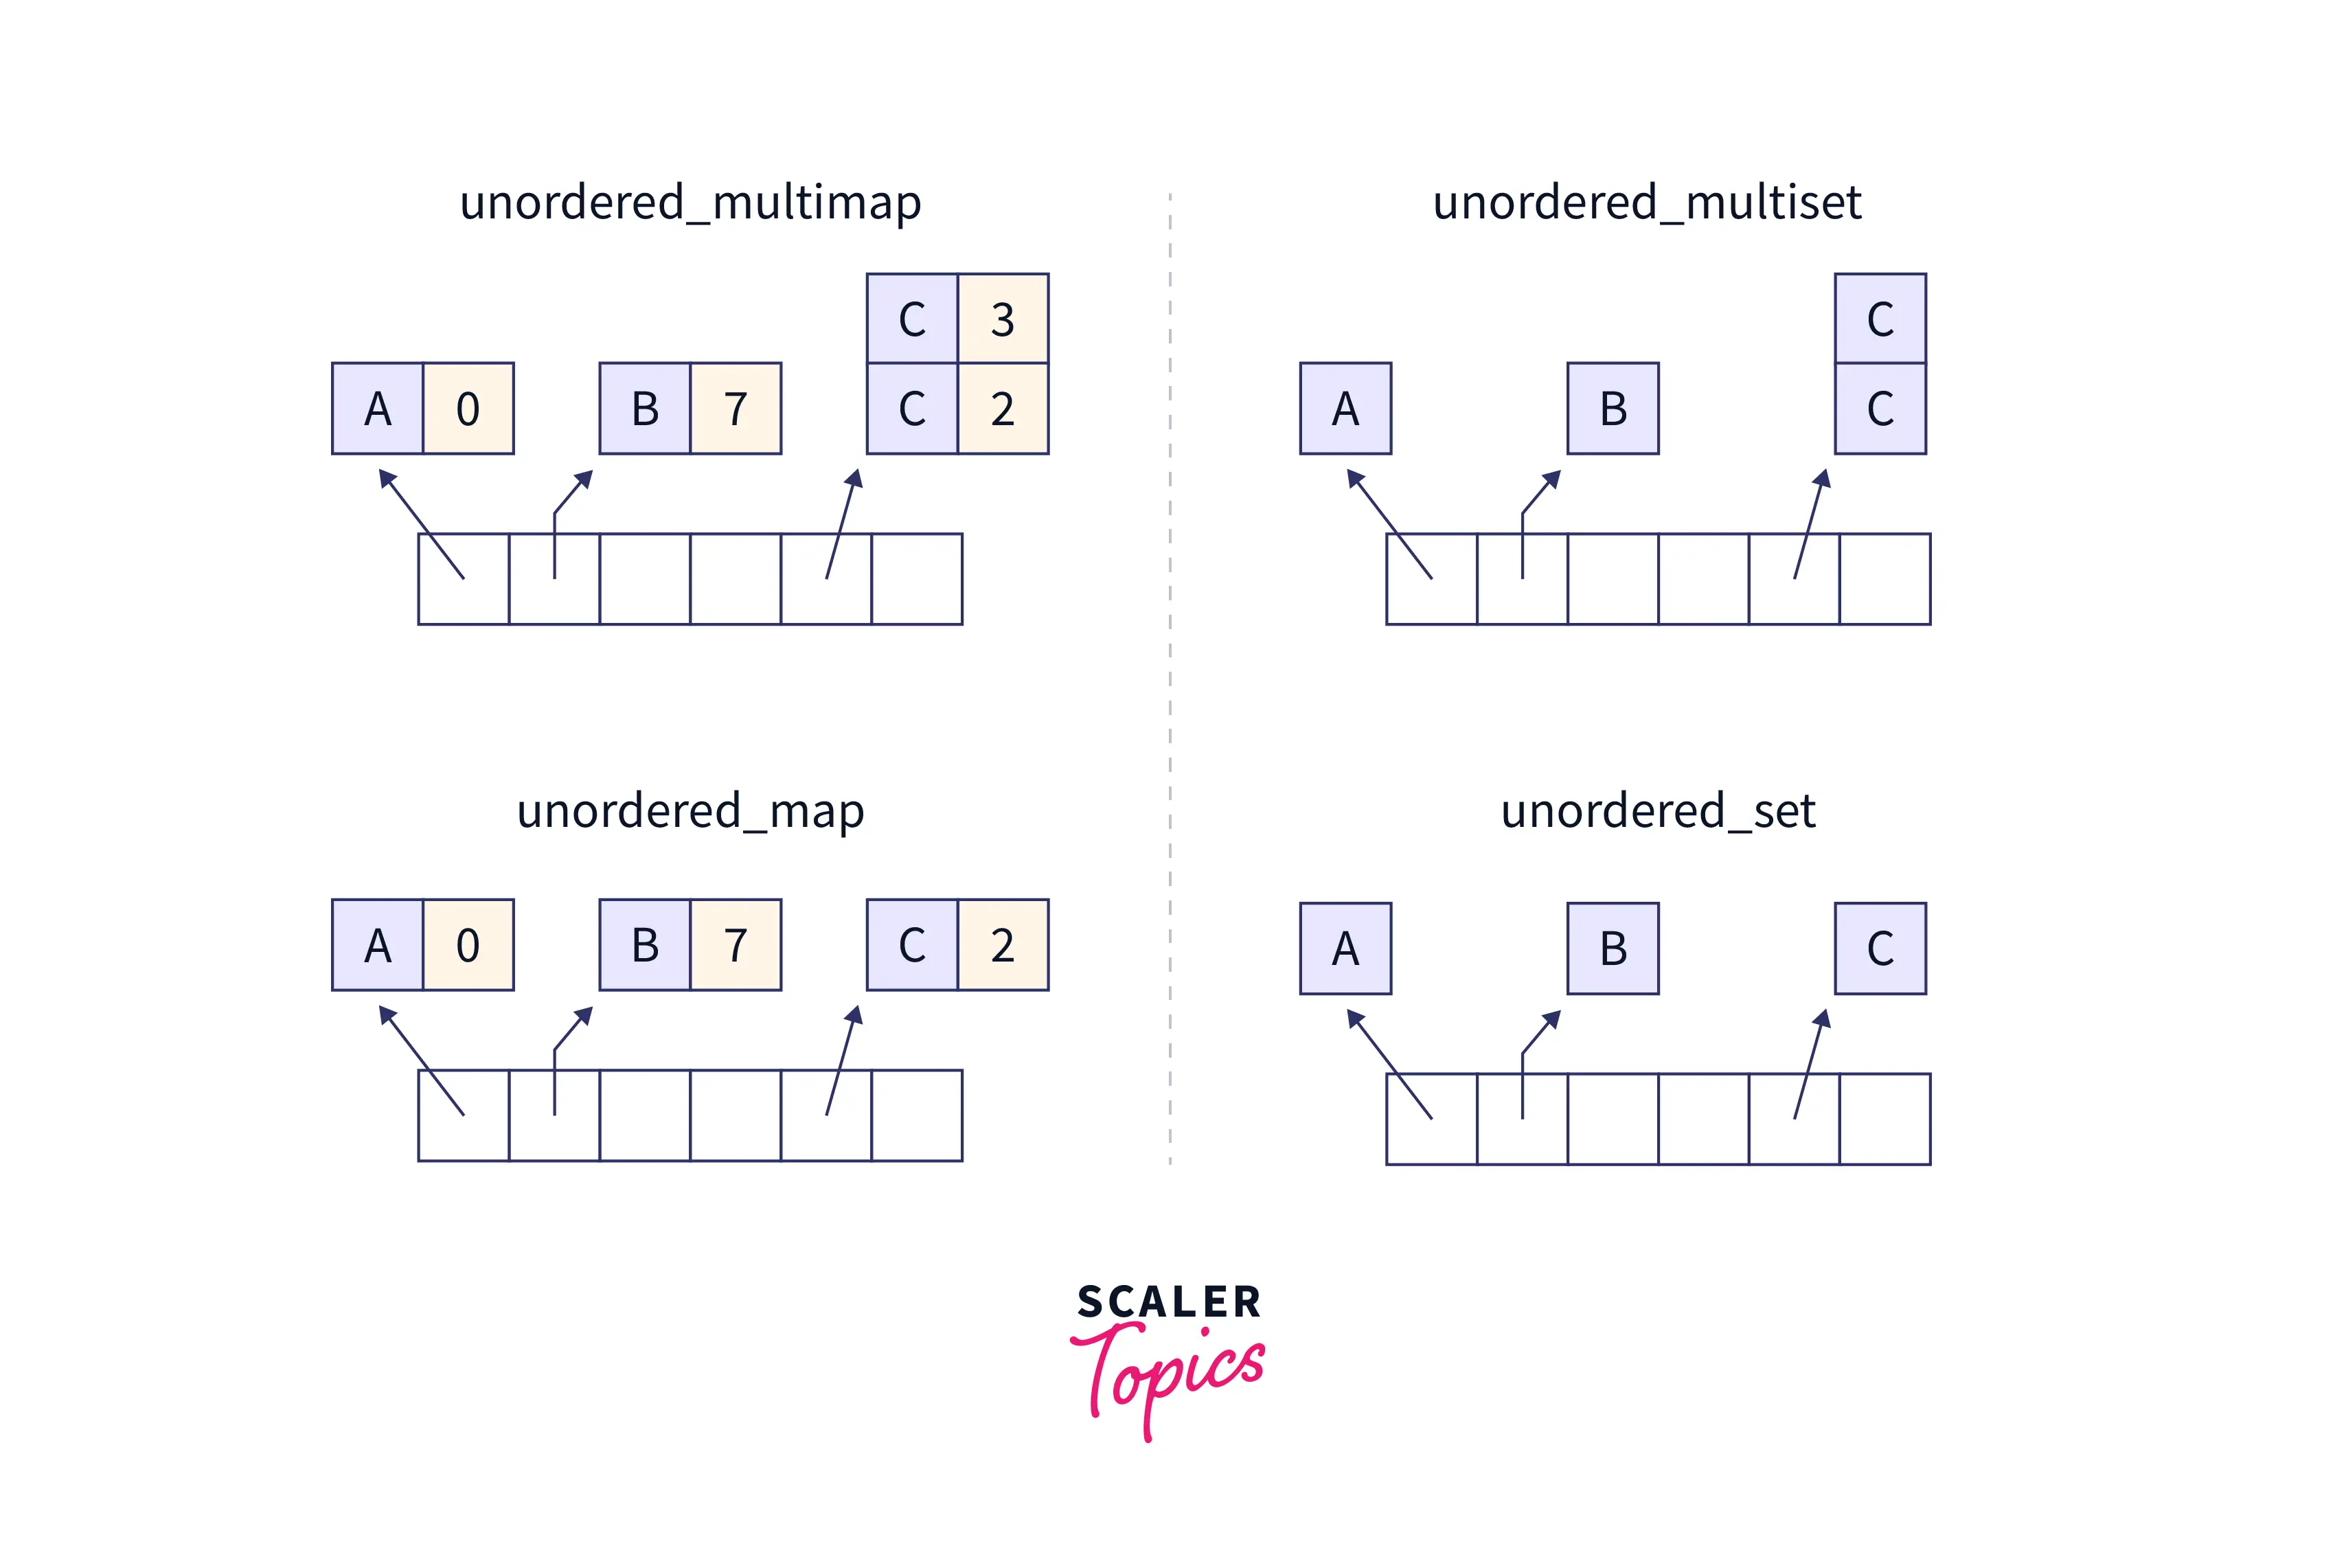 unordered_multimap
C 3
A 0 B 7 C 2
unordered_map
A 0 B 7 C 2
unordered_multiset
C
A B C
unordered_set
A B C
SCALER
Topics